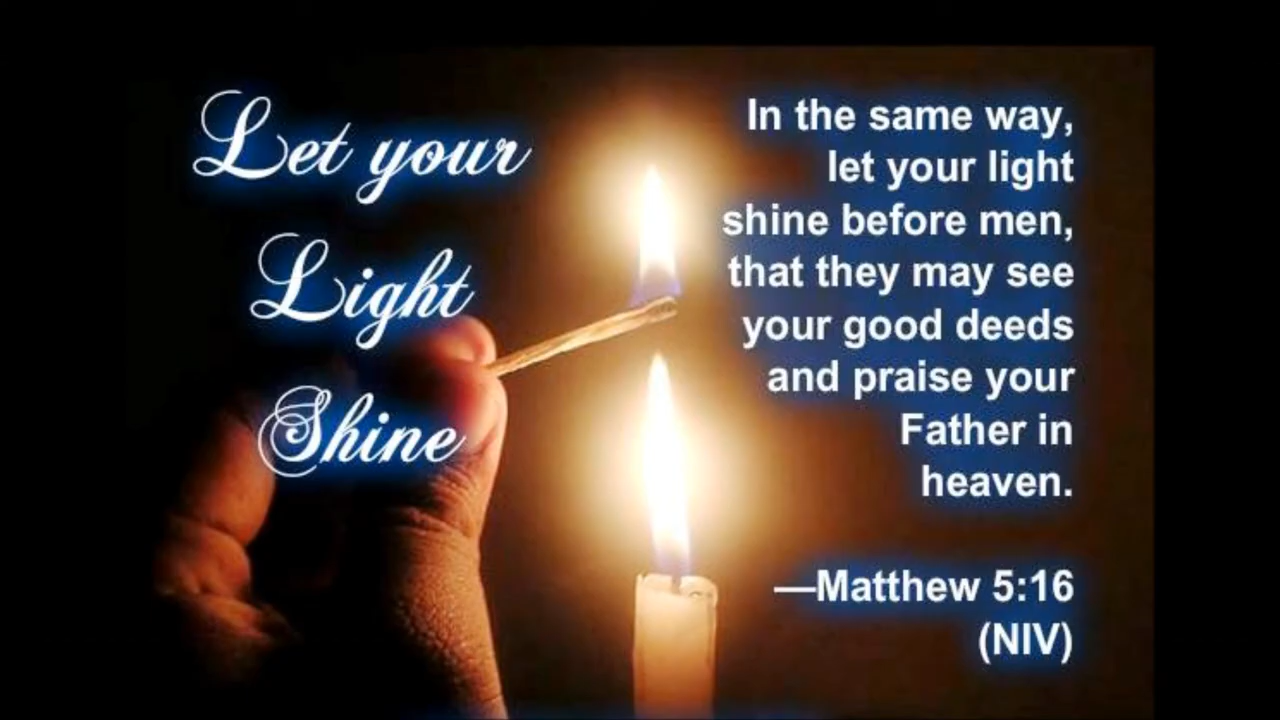 Let your
Light
Shine
In the same way,
let your light
shine before men,
that they may see
your good deeds
and praise your
Father in
heaven.
—Matthew 5:16
(NIV)